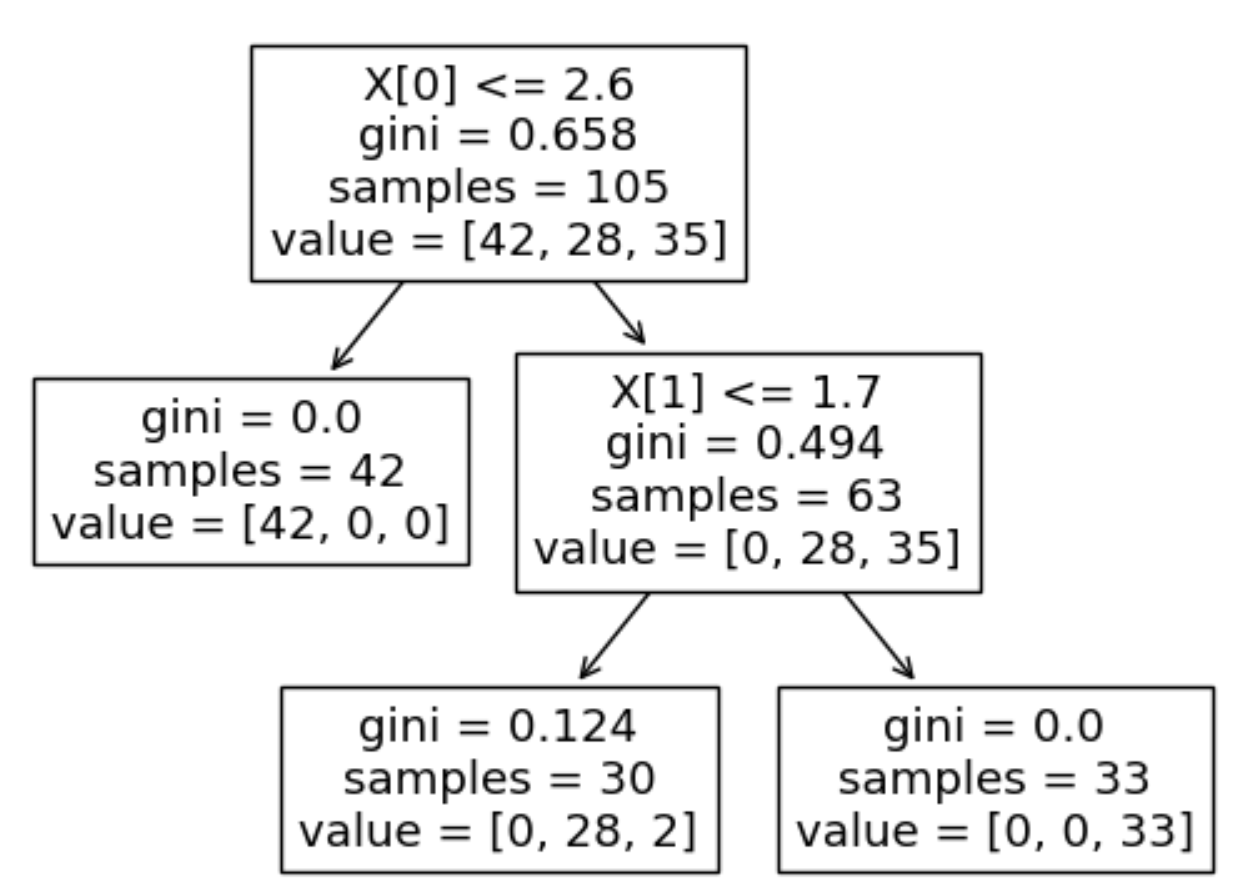 X[0] <= 2.6
gini = 0.658
samples = 105
value = [42, 28, 35]
gini = 0.0
samples = 42
value = [42, 0, 0]
X[1] <= 1.7
gini = 0.494
samples = 63
value = [0, 28, 35]
gini = 0.124
samples = 30
value = [0, 28, 2]
gini = 0.0
samples = 33
value = [0, 0, 33]